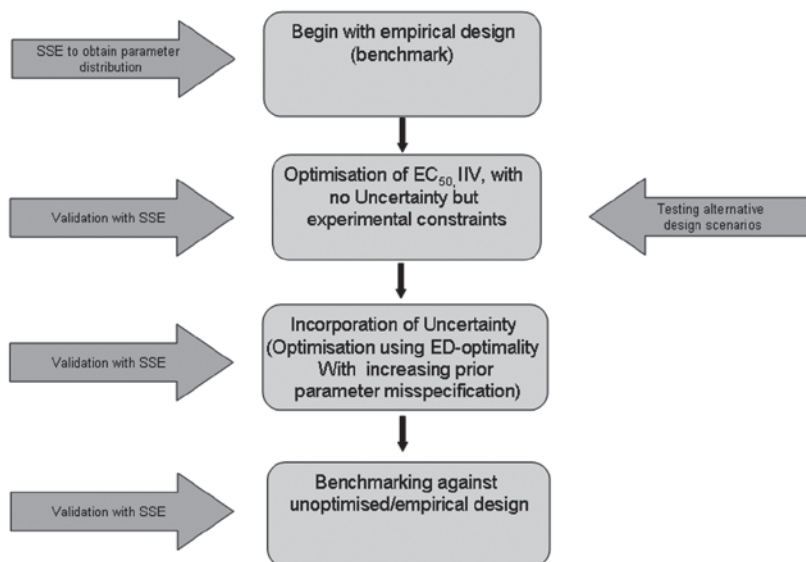 SSE to obtain parameter
distribution
Begin with empirical design
(benchmark)
Validation with SSE
Optimisation of EC50, IIV, with
no Uncertainty but
experimental constraints
Testing alternative
design scenarios
Validation with SSE
Incorporation of Uncertainty
(Optimisation using ED-optimality
With increasing prior
parameter misspecification)
Validation with SSE
Benchmarking against
unoptimised/empirical design